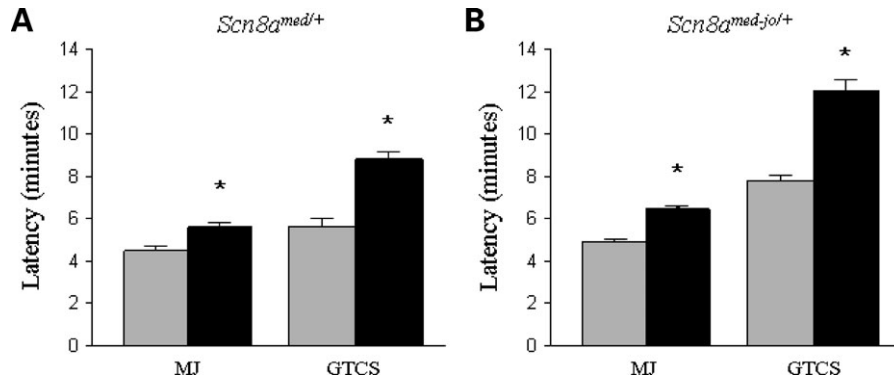 A
Scn8a^med/+
Latency (minutes)
14
12
10
8
6
4
2
0
*
*
MJ
GTCS
B
Scn8a^med-jo/+
Latency (minutes)
14
12
10
8
6
4
2
0
*
*
MJ
GTCS